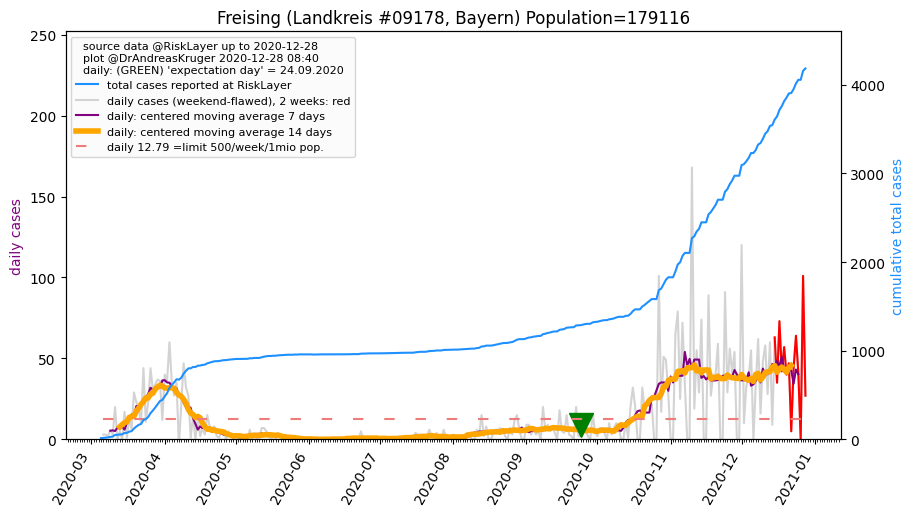 Freising (Landkreis #09178, Bayern) Population=179116
source data @RiskLayer up to 2020-12-28
plot @DrAndreasKruger 2020-12-28 08:40
daily: (GREEN) 'expectation day' = 24.09.2020
total cases reported at RiskLayer
daily cases (weekend-flawed), 2 weeks: red
daily: centered moving average 7 days
daily: centered moving average 14 days
daily 12.79 =limit 500/week/1mio pop.
daily cases
250
200
150
100
50
0
cumulative total cases
4000
3000
2000
1000
0
2020-03
2020-04
2020-05
2020-06
2020-07
2020-08
2020-09
2020-10
2020-11
2020-12
2021-01